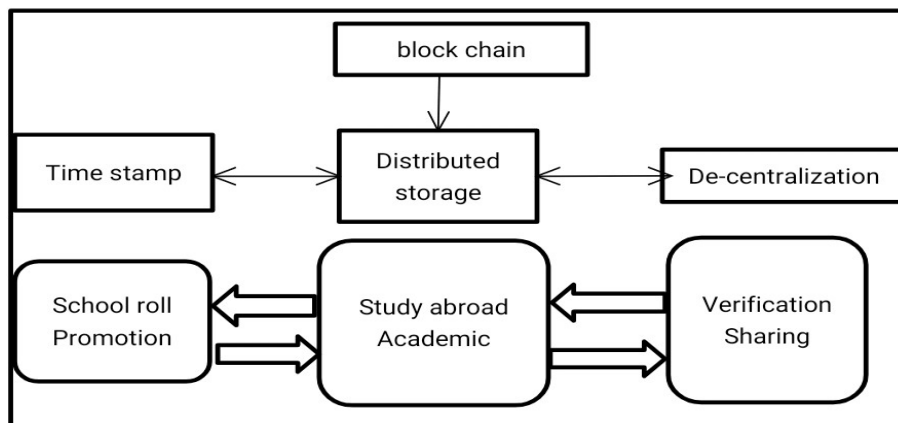 block chain
Time stamp
Distributed
storage
De-centralization
School roll
Promotion
Study abroad
Academic
Verification
Sharing